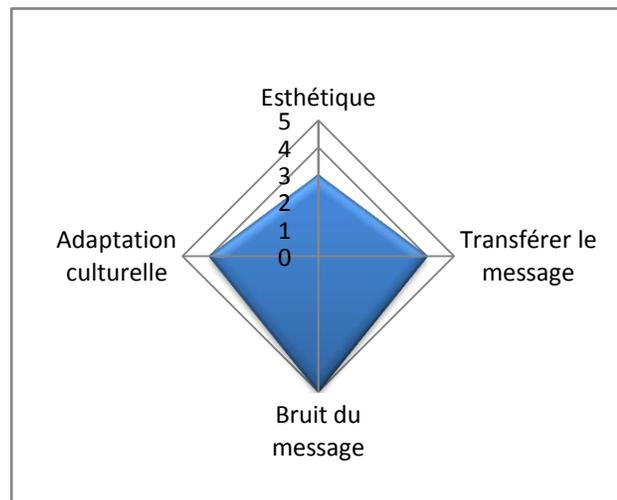 Esthétique
5
4
3
2
1
0
Adaptation
culturelle
Transférer le
message
Bruit du
message